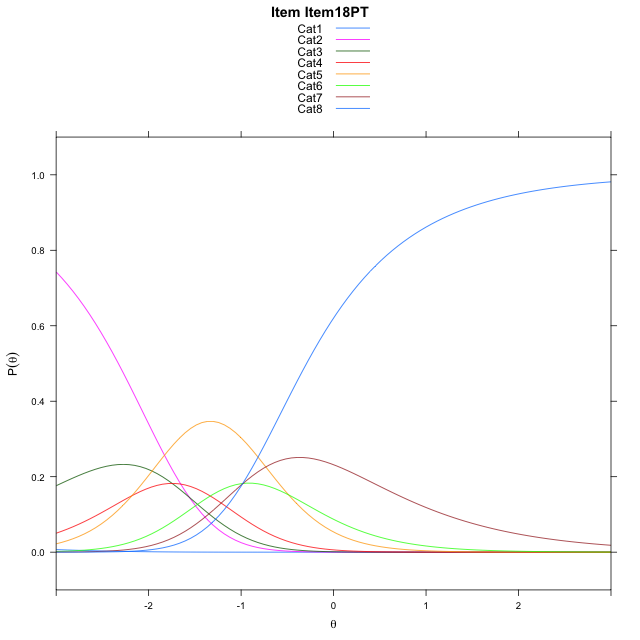 Item Item18PT
Cat1
Cat2
Cat3
Cat4
Cat5
Cat6
Cat7
Cat8
1.0
0.8
0.6
0.4
0.2
0.0
P(θ)
-2 -1 0 1 2
θ